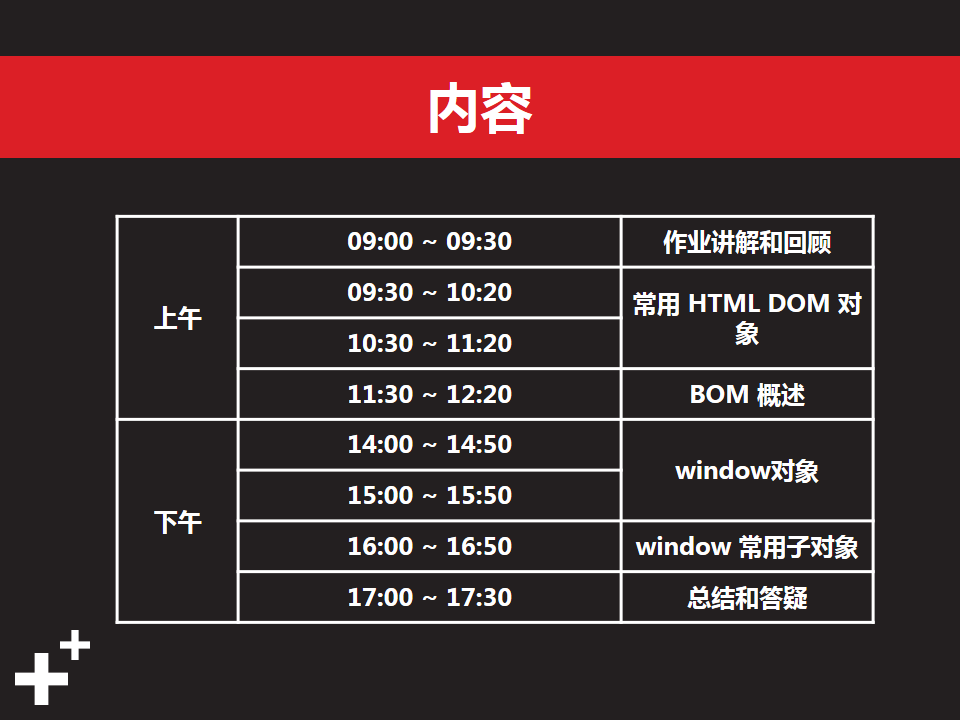 内容
上午
09:00 ~ 09:30
作业讲解和回顾
09:30 ~ 10:20
常用 HTML DOM 对
象
10:30 ~ 11:20
11:30 ~ 12:20
BOM 概述
下午
14:00 ~ 14:50
window对象
15:00 ~ 15:50
16:00 ~ 16:50
window 常用子对象
17:00 ~ 17:30
总结和答疑